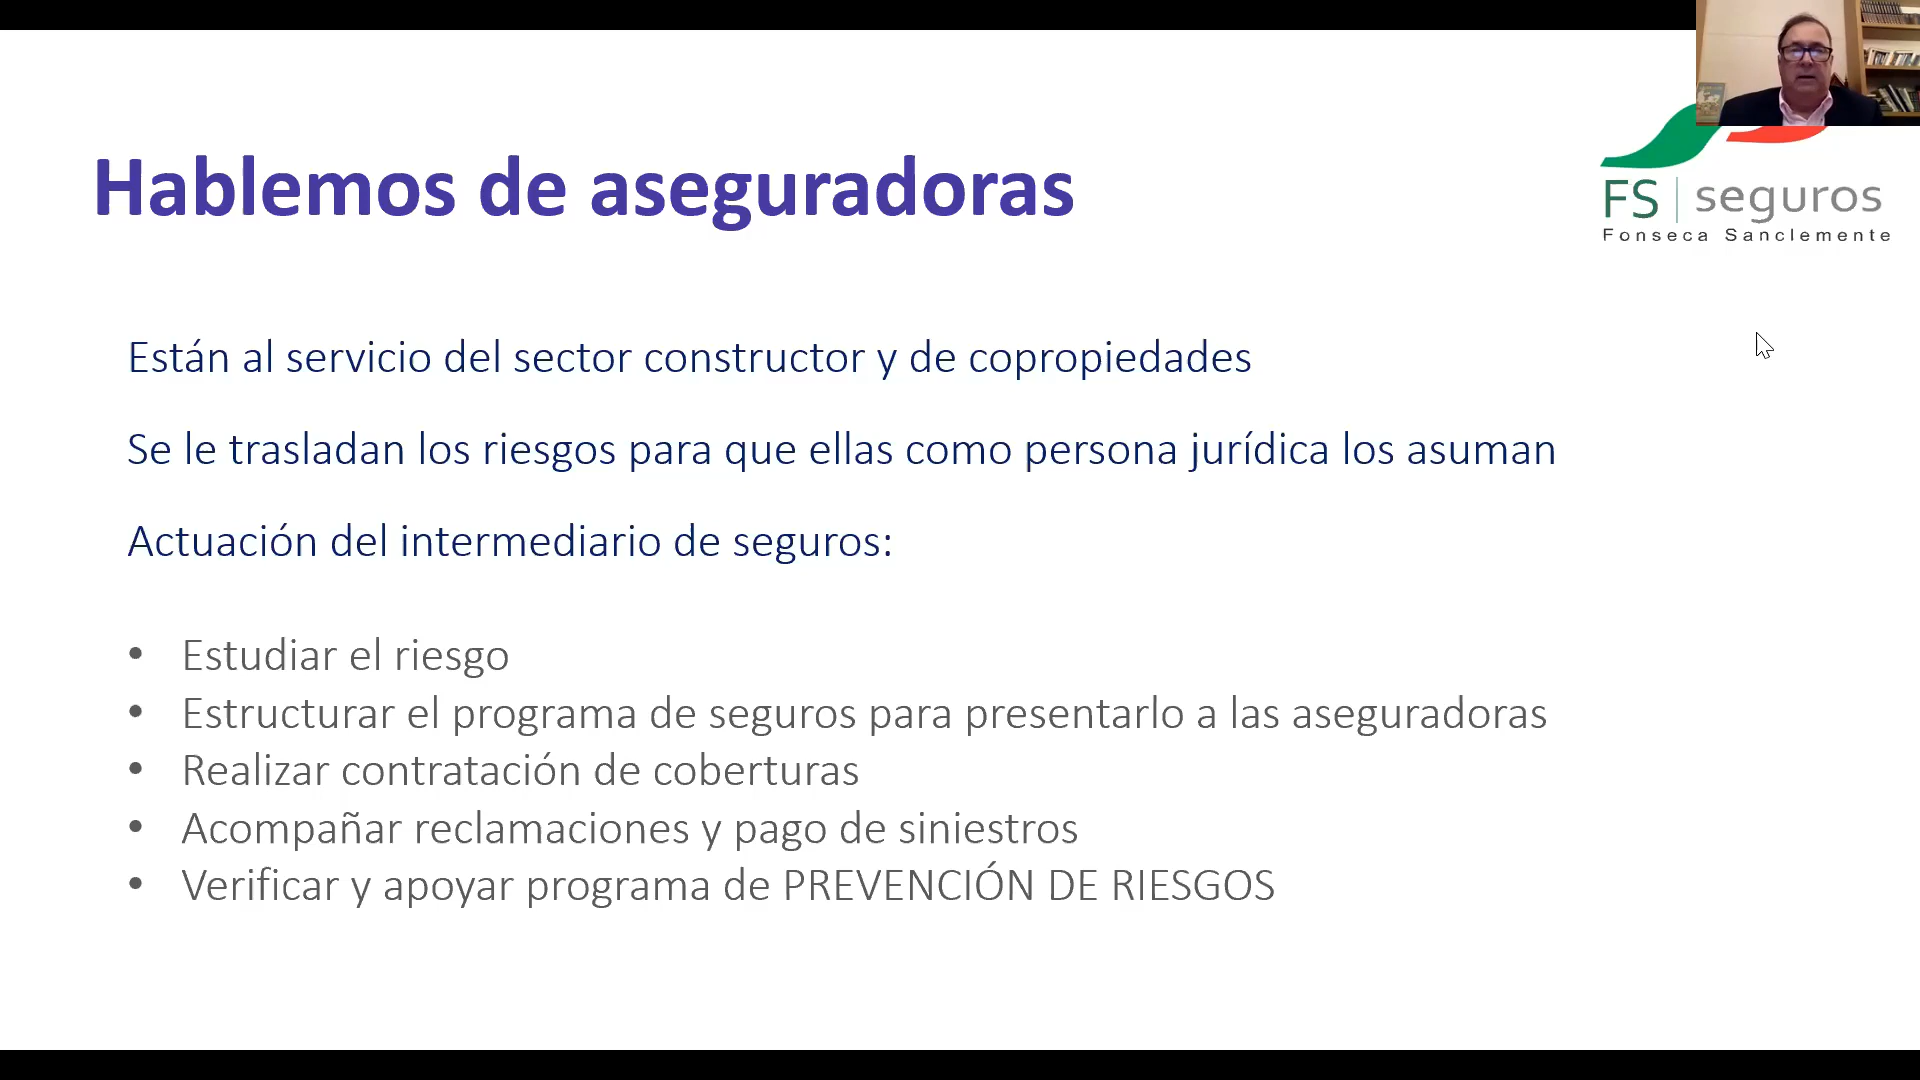 Hablemos de aseguradoras
FS | seguros
Fonseca Sanclemente
Están al servicio del sector constructor y de copropiedades
Se le trasladan los riesgos para que ellas como persona jurídica los asuman
Actuación del intermediario de seguros:
• Estudiar el riesgo
• Estructurar el programa de seguros para presentarlo a las aseguradoras
• Realizar contratación de coberturas
• Acompañar reclamaciones y pago de siniestros
• Verificar y apoyar programa de PREVENCIÓN DE RIESGOS